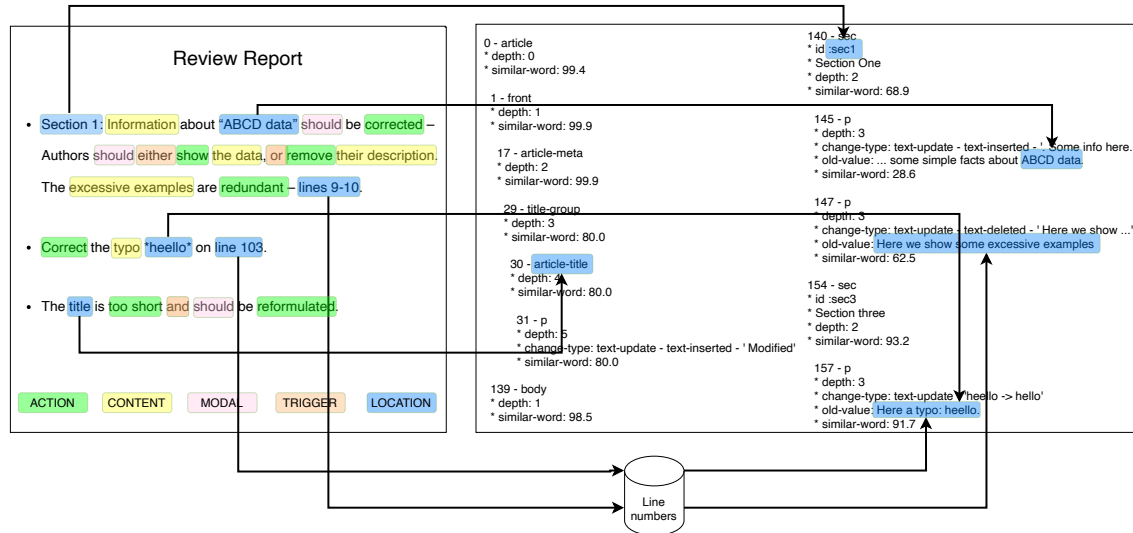 Review Report
• Section 1: Information about “ABCD data” should be corrected –
Authors should either show the data, or remove their description.
The excessive examples are redundant – lines 9-10.
• Correct the typo *heello* on line 103.
• The title is too short and should be reformulated.
ACTION
CONTENT
MODAL
TRIGGER
LOCATION
0 - article
* depth: 0
* similar-word: 99.4
1 - front
* depth: 1
* similar-word: 99.9
17 - article-meta
* depth: 2
* similar-word: 99.9
29 - title-group
* depth: 3
* similar-word: 80.0
30 - article-title
* depth: 4
* similar-word: 80.0
31 - p
* depth: 5
* change-type: text-update - text-inserted - ' Modified'
* similar-word: 80.0
139 - body
* depth: 1
* similar-word: 98.5
140 - sec
* id :sec1
* Section One
* depth: 2
* similar-word: 68.9
145 - p
* depth: 3
* change-type: text-update - text-inserted - '. Some info here.
* old-value: ... some simple facts about ABCD data.
* similar-word: 28.6
147 - p
* depth: 3
* change-type: text-update - text-deleted - ' Here we show ...'
* old-value: Here we show some excessive examples
* similar-word: 62.5
154 - sec
* id :sec3
* Section three
* depth: 2
* similar-word: 93.2
157 - p
* depth: 3
* change-type: text-update 'heello -> hello'
* old-value: Here a typo: heello.
* similar-word: 91.7
Line
numbers